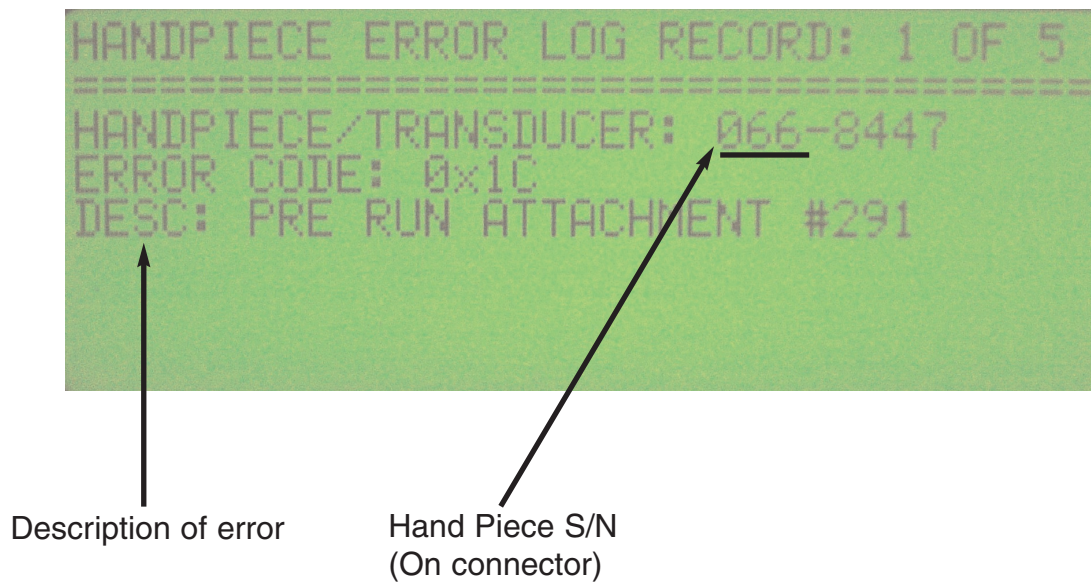 HANDPIECE ERROR LOG RECORD: 1 OF 5
==================================
HANDPIECE/TRANSDUCER: 066-8447
ERROR CODE: 0x1C
DESC: PRE RUN ATTACHMENT #291
Description of error
Hand Piece S/N
(On connector)